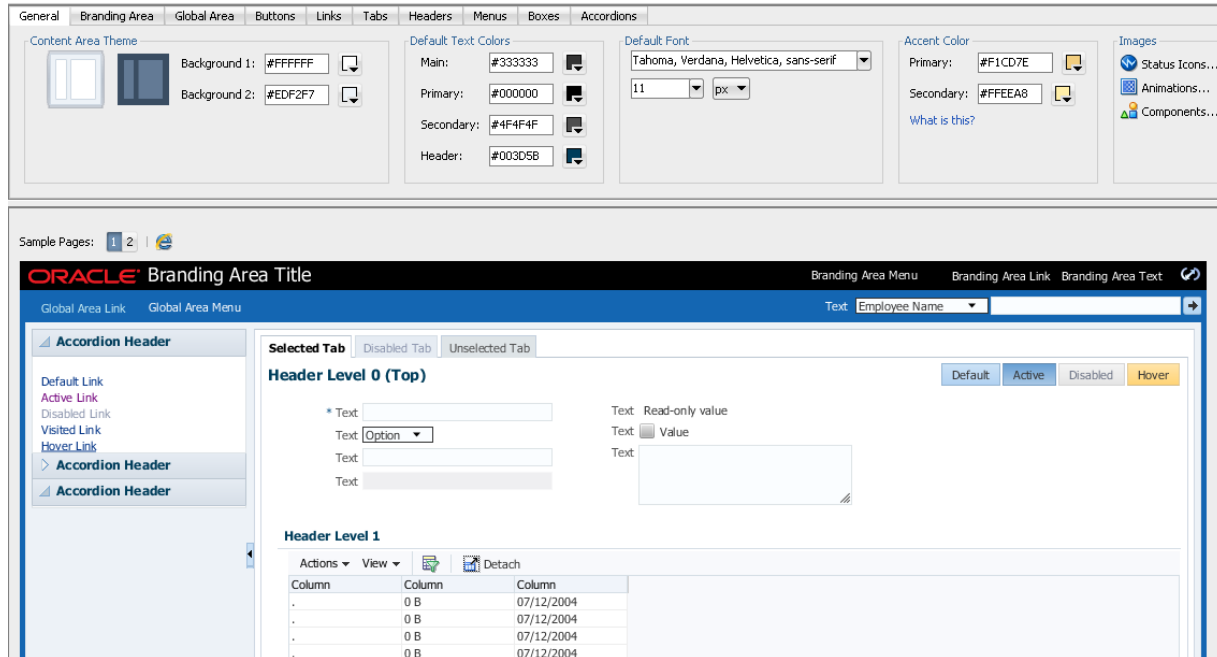 General Branding Area Global Area Buttons Links Tabs Headers Menus Boxes Accordions
Content Area Theme Default Text Colors Default Font Accent Color Images
Background 1: #FFFFFF Main: #333333 Tahoma, Verdana, Helvetica, sans-serif Primary: #F1CD7E Status Icons...
Background 2: #EDF2F7 Primary: #000000 11 px Secondary: #FFEEA8 Animations...
Secondary: #4F4F4F What is this? Components...
Header: #003D5B
Sample Pages: 1 2
ORACLE Branding Area Title Branding Area Menu Branding Area Link Branding Area Text
Global Area Link Global Area Menu Text Employee Name
Accordion Header Selected Tab Disabled Tab Unselected Tab
Header Level 0 (Top) Default Active Disabled Hover
Default Link
Active Link
Disabled Link
Visited Link
Hover Link
Accordion Header
Accordion Header
* Text Text Read-only value
Text Option Text Value
Text Text
Text
Header Level 1
Actions View Detach
Column Column Column
. 0 B 07/12/2004
. 0 B 07/12/2004
. 0 B 07/12/2004
. 0 B 07/12/2004